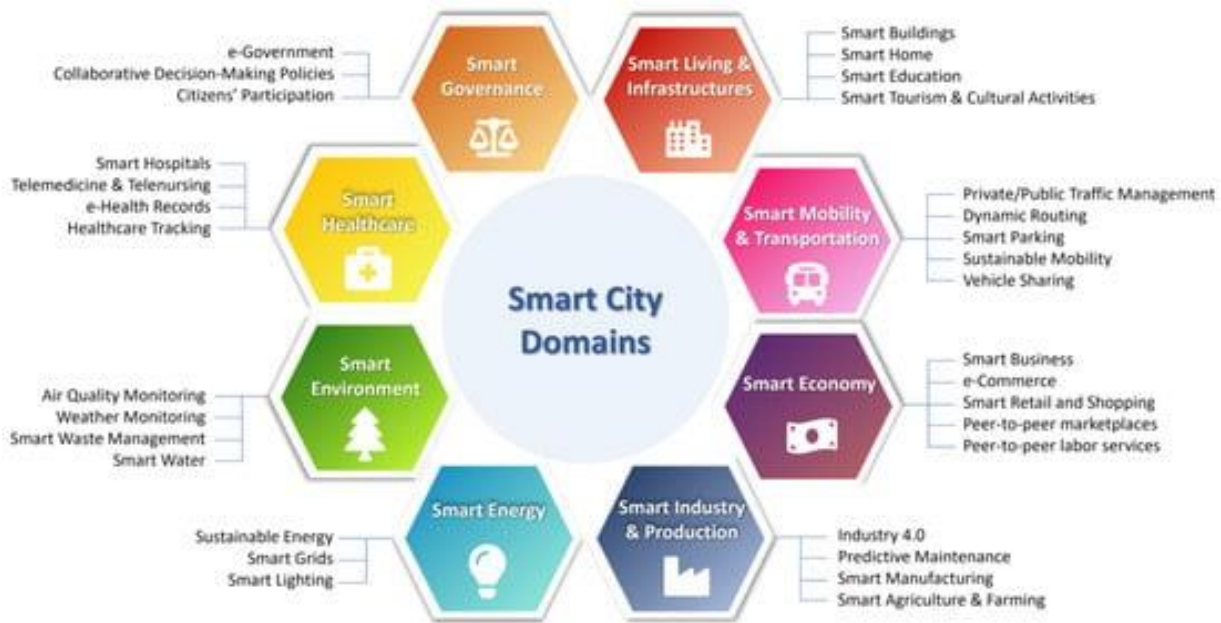 Smart City
Domains
Smart
Governance
e-Government
Collaborative Decision-Making Policies
Citizens' Participation
Smart Living &
Infrastructures
Smart Buildings
Smart Home
Smart Education
Smart Tourism & Cultural Activities
Smart Mobility
& Transportation
Private/Public Traffic Management
Dynamic Routing
Smart Parking
Sustainable Mobility
Vehicle Sharing
Smart Economy
Smart Business
e-Commerce
Smart Retail and Shopping
Peer-to-peer marketplaces
Peer-to-peer labor services
Smart Industry
& Production
Industry 4.0
Predictive Maintenance
Smart Manufacturing
Smart Agriculture & Farming
Smart Energy
Sustainable Energy
Smart Grids
Smart Lighting
Smart
Environment
Air Quality Monitoring
Weather Monitoring
Smart Waste Management
Smart Water
Smart
Healthcare
Smart Hospitals
Telemedicine & Telenursing
e-Health Records
Healthcare Tracking